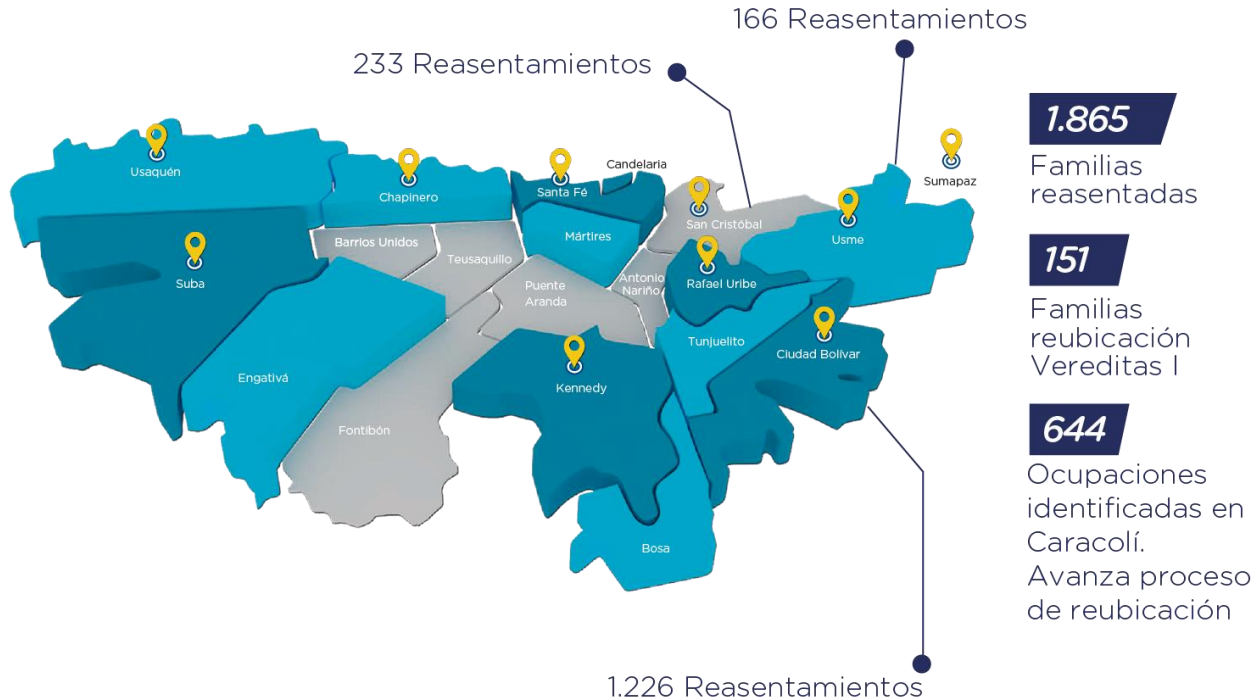 166 Reasentamientos
233 Reasentamientos
Usaquén
Chapinero
Santa Fé
Candelaria
San Cristóbal
Usme
Sumapaz
Suba
Barrios Unidos
Teusaquillo
Mártires
Puente
Aranda
Antonio
Nariño
Rafael Uribe
Engativá
Fontibón
Kennedy
Tunjuelito
Ciudad Bolívar
Bosa
1.226 Reasentamientos
1.865
Familias
reasentadas
151
Familias
reubicación
Vereditas I
644
Ocupaciones
identificadas en
Caracolí.
Avanza proceso
de reubicación